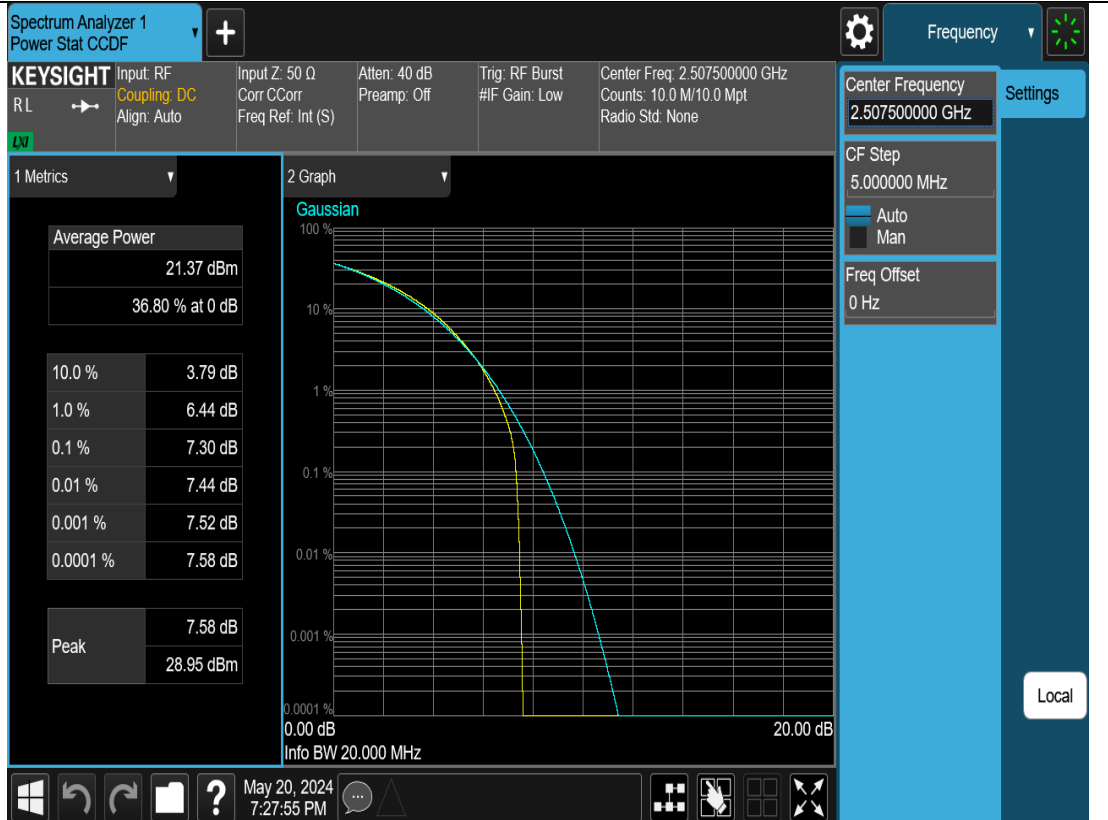 Spectrum Analyzer 1
Power Stat CCDF
+
Frequency
KEYSIGHT
RL
LXI
Input: RF
Coupling: DC
Align: Auto
Input Z: 50 Ω
Corr CCorr
Freq Ref: Int (S)
Atten: 40 dB
Preamp: Off
Trig: RF Burst
#IF Gain: Low
Center Freq: 2.507500000 GHz
Counts: 10.0 M/10.0 Mpt
Radio Std: None
Center Frequency
2.507500000 GHz
Settings
CF Step
5.000000 MHz
Auto
Man
Freq Offset
0 Hz
1 Metrics
Average Power
21.37 dBm
36.80 % at 0 dB
10.0 % 3.79 dB
1.0 % 6.44 dB
0.1 % 7.30 dB
0.01 % 7.44 dB
0.001 % 7.52 dB
0.0001 % 7.58 dB
Peak
7.58 dB
28.95 dBm
2 Graph
Gaussian
100 %
10 %
1 %
0.1 %
0.01 %
0.001 %
0.0001 %
0.00 dB 20.00 dB
Info BW 20.000 MHz
Local
?
May 20, 2024
7:27:55 PM